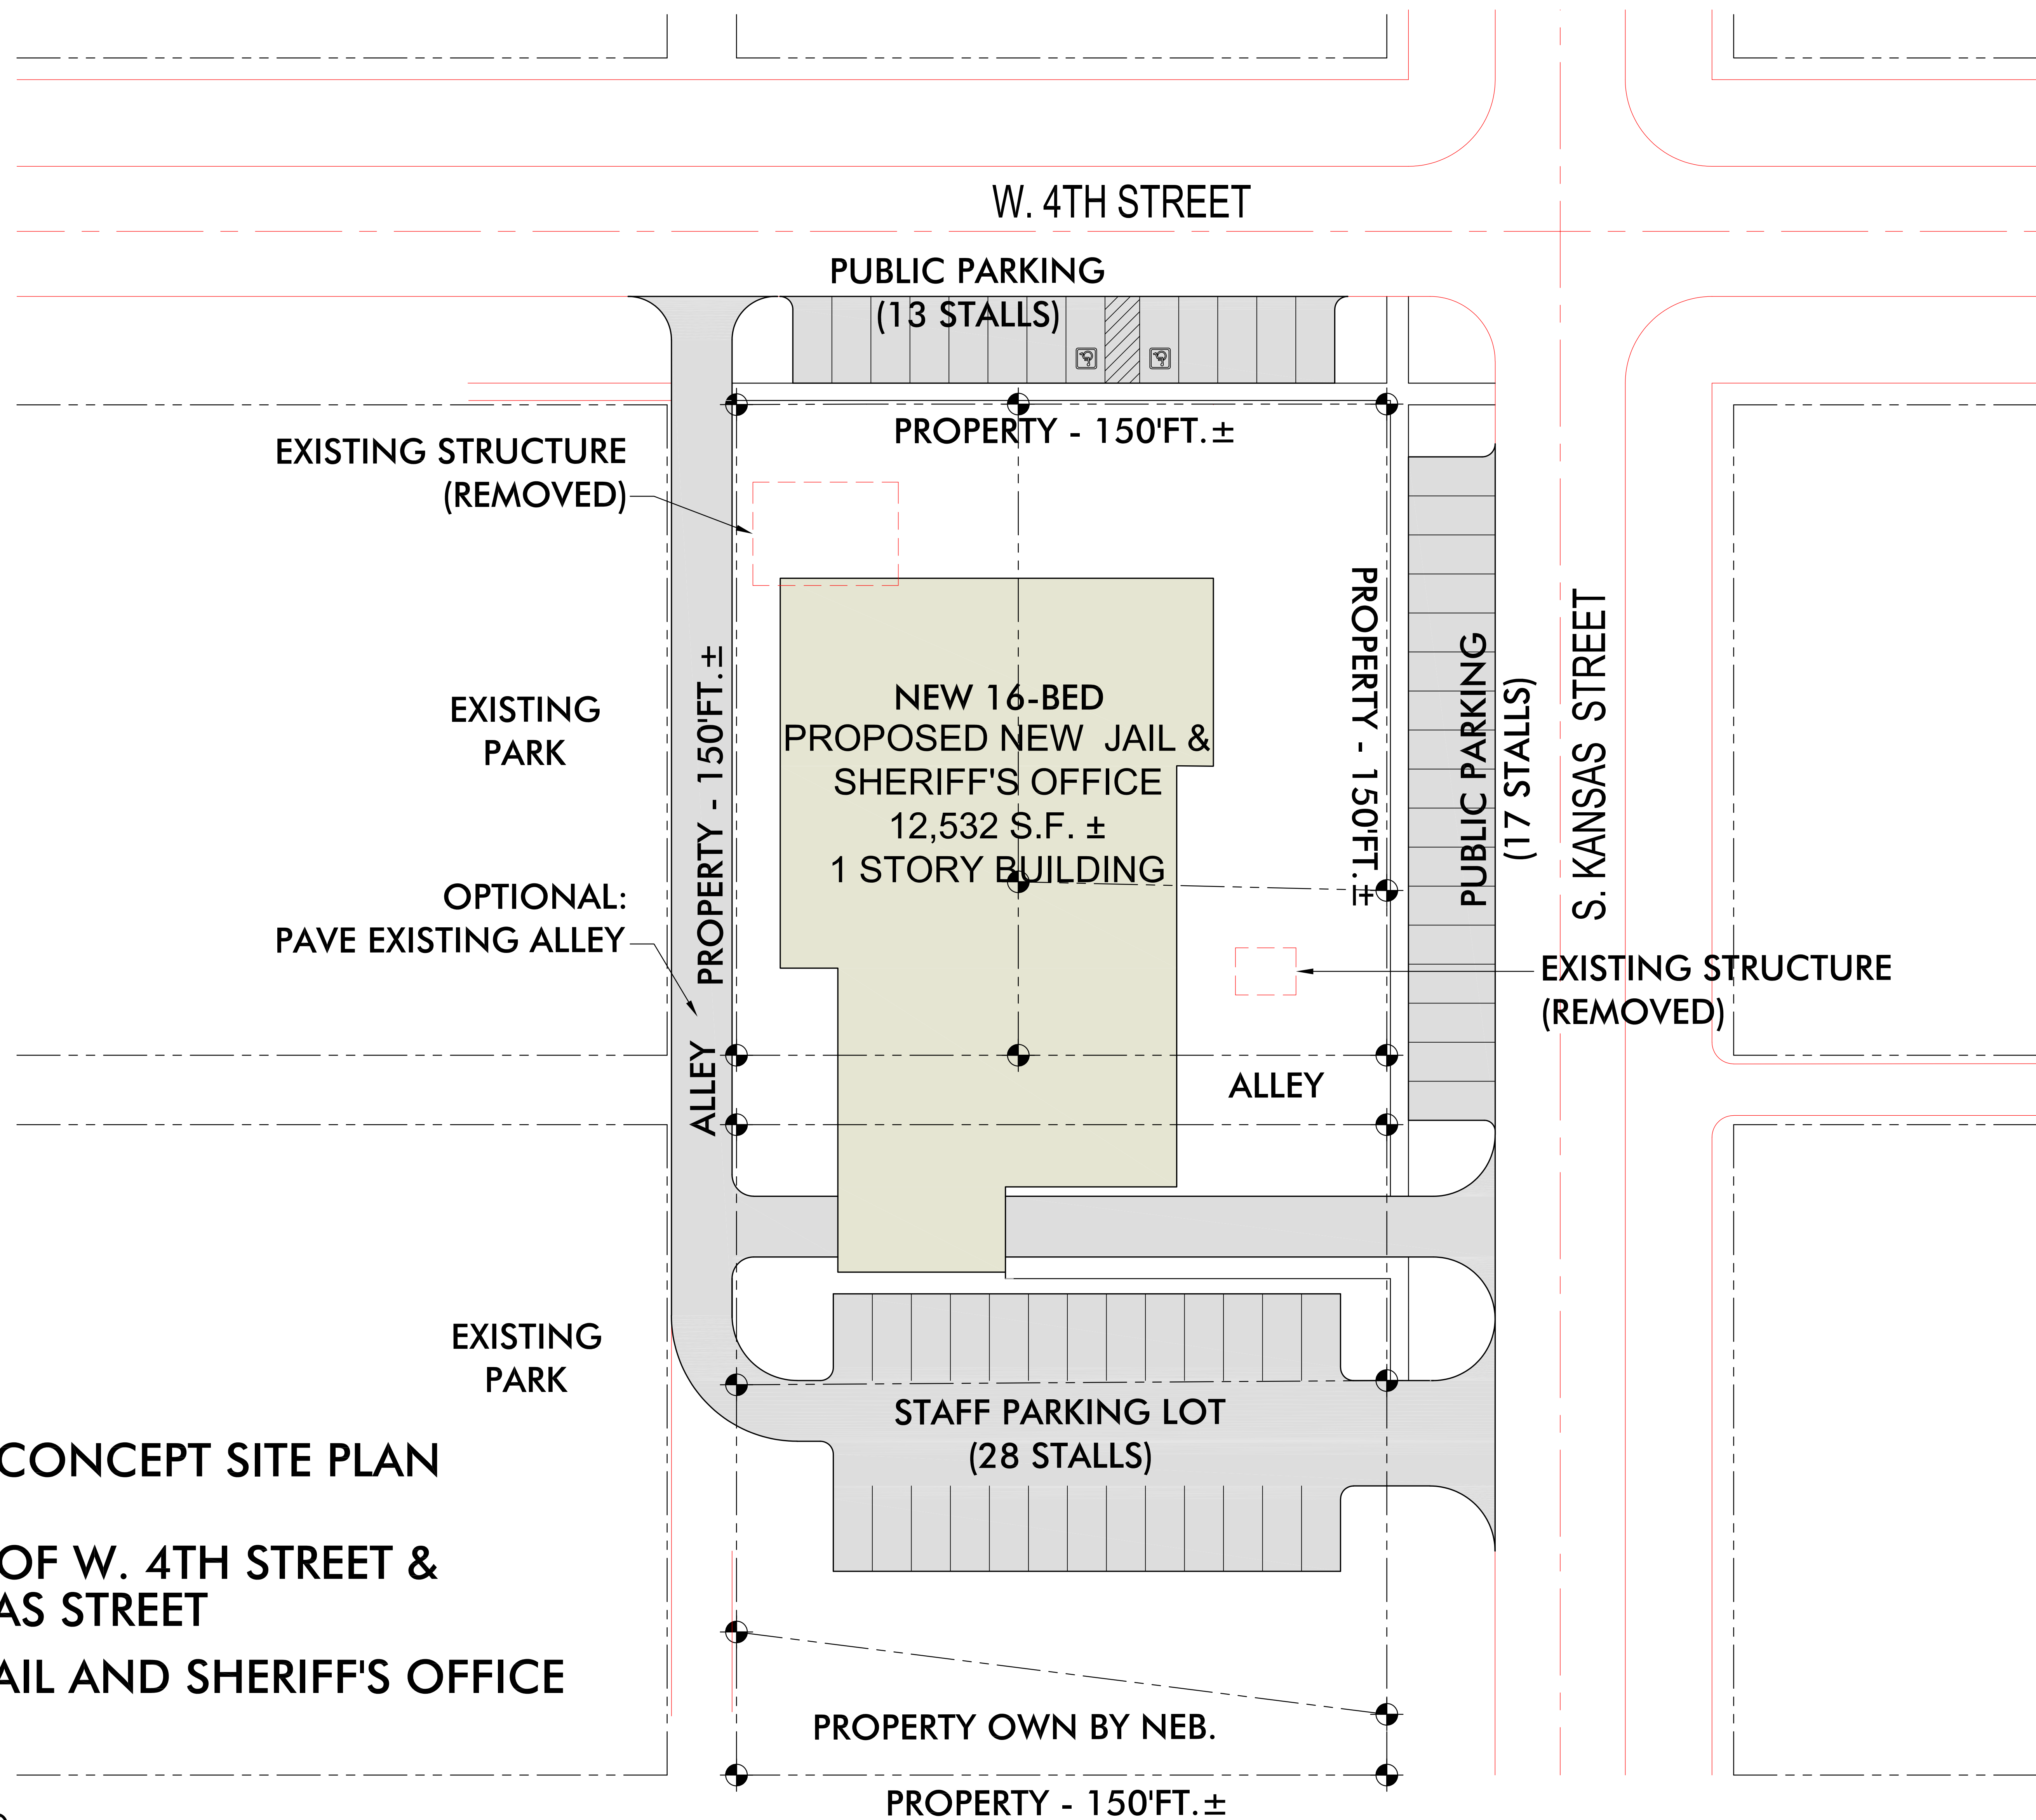 W. 4TH STREET
PUBLIC PARKING
(13 STALLS)
PROPERTY - 150'FT.±
EXISTING STRUCTURE
(REMOVED)
EXISTING
PARK
PROPERTY - 150'FT.±
NEW 16-BED
PROPOSED NEW  JAIL &
SHERIFF'S OFFICE
12,532 S.F. ±
1 STORY BUILDING
PROPERTY - 150'FT.±
PUBLIC PARKING
(17 STALLS)
S. KANSAS STREET
OPTIONAL:
PAVE EXISTING ALLEY
EXISTING STRUCTURE
(REMOVED)
ALLEY
ALLEY
EXISTING
PARK
STAFF PARKING LOT
(28 STALLS)
CONCEPT SITE PLAN
OF W. 4TH STREET &
AS STREET
AIL AND SHERIFF'S OFFICE
PROPERTY OWN BY NEB.
PROPERTY - 150'FT.±